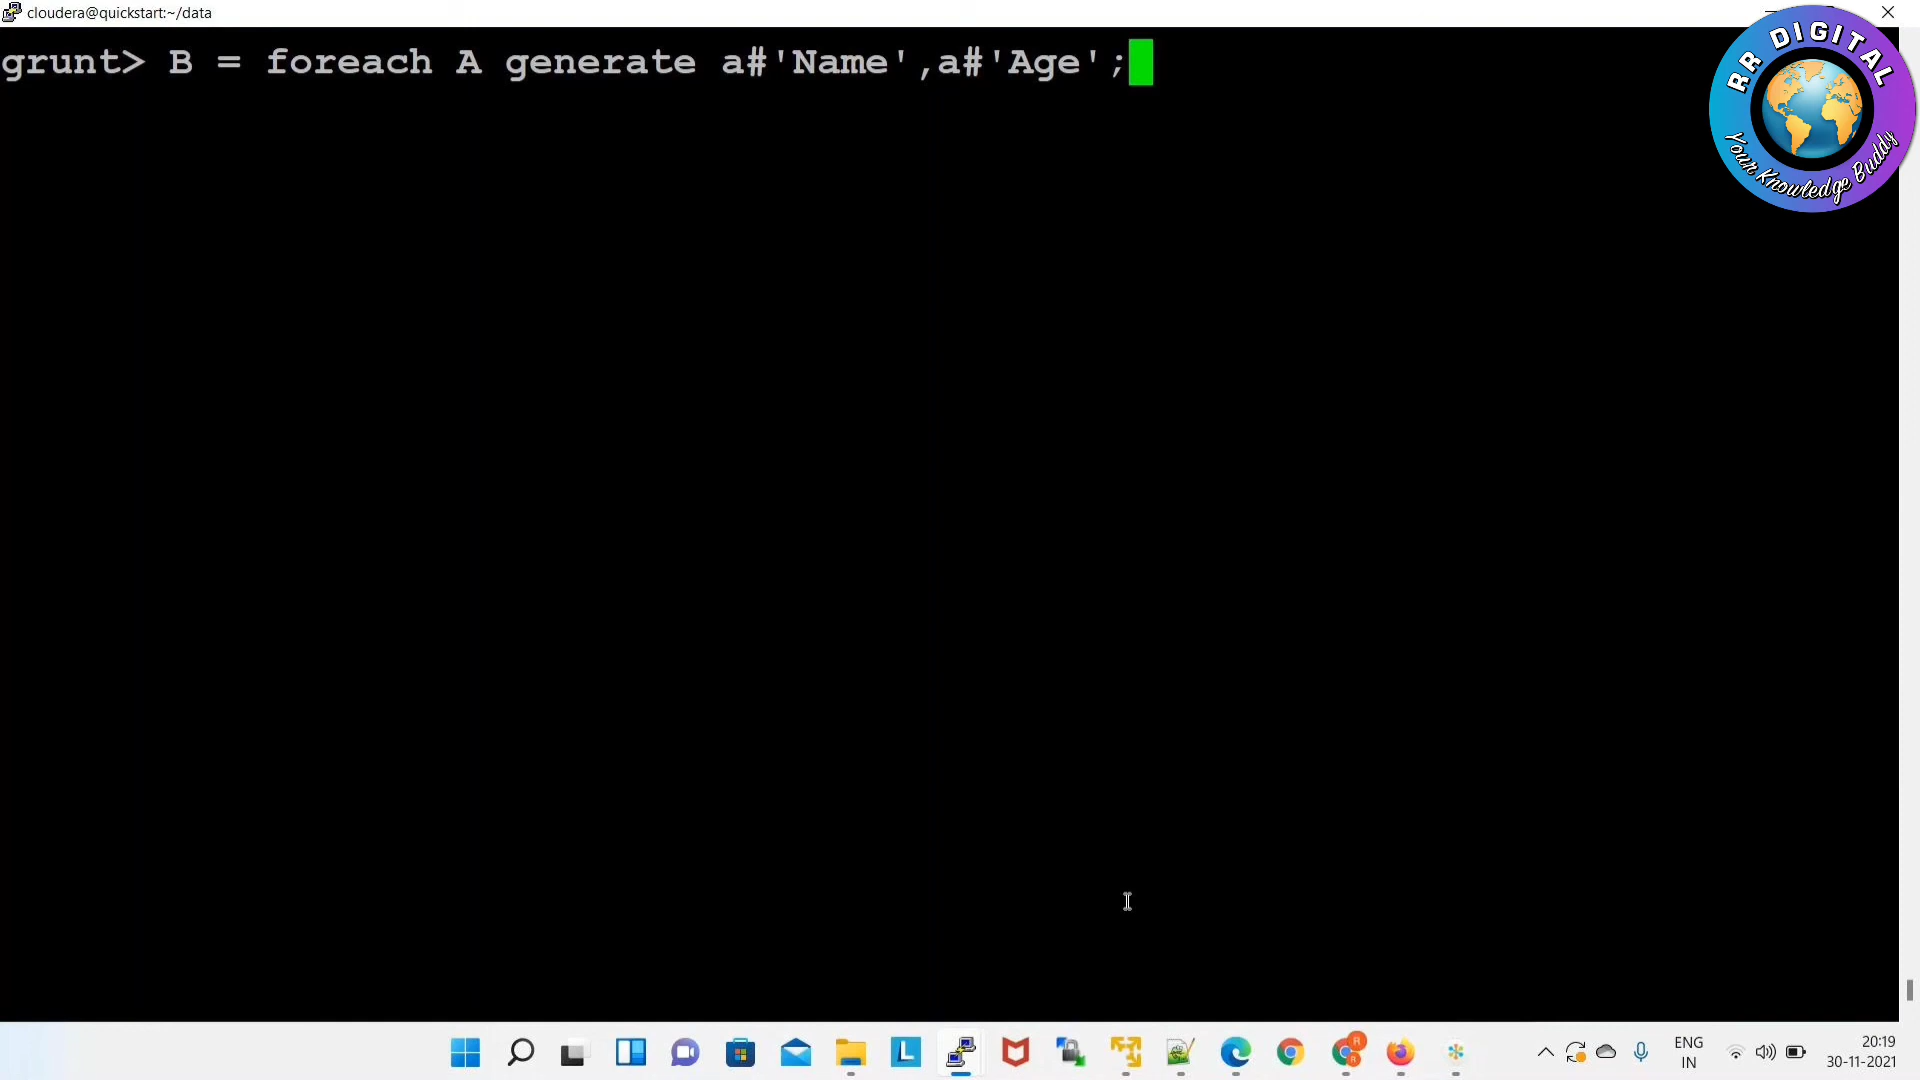 cloudera@quickstart:~/data
grunt> B = foreach A generate a#'Name',a#'Age';
RR DIGITAL
Your Knowledge Buddy
ENG
IN
20:19
30-11-2021